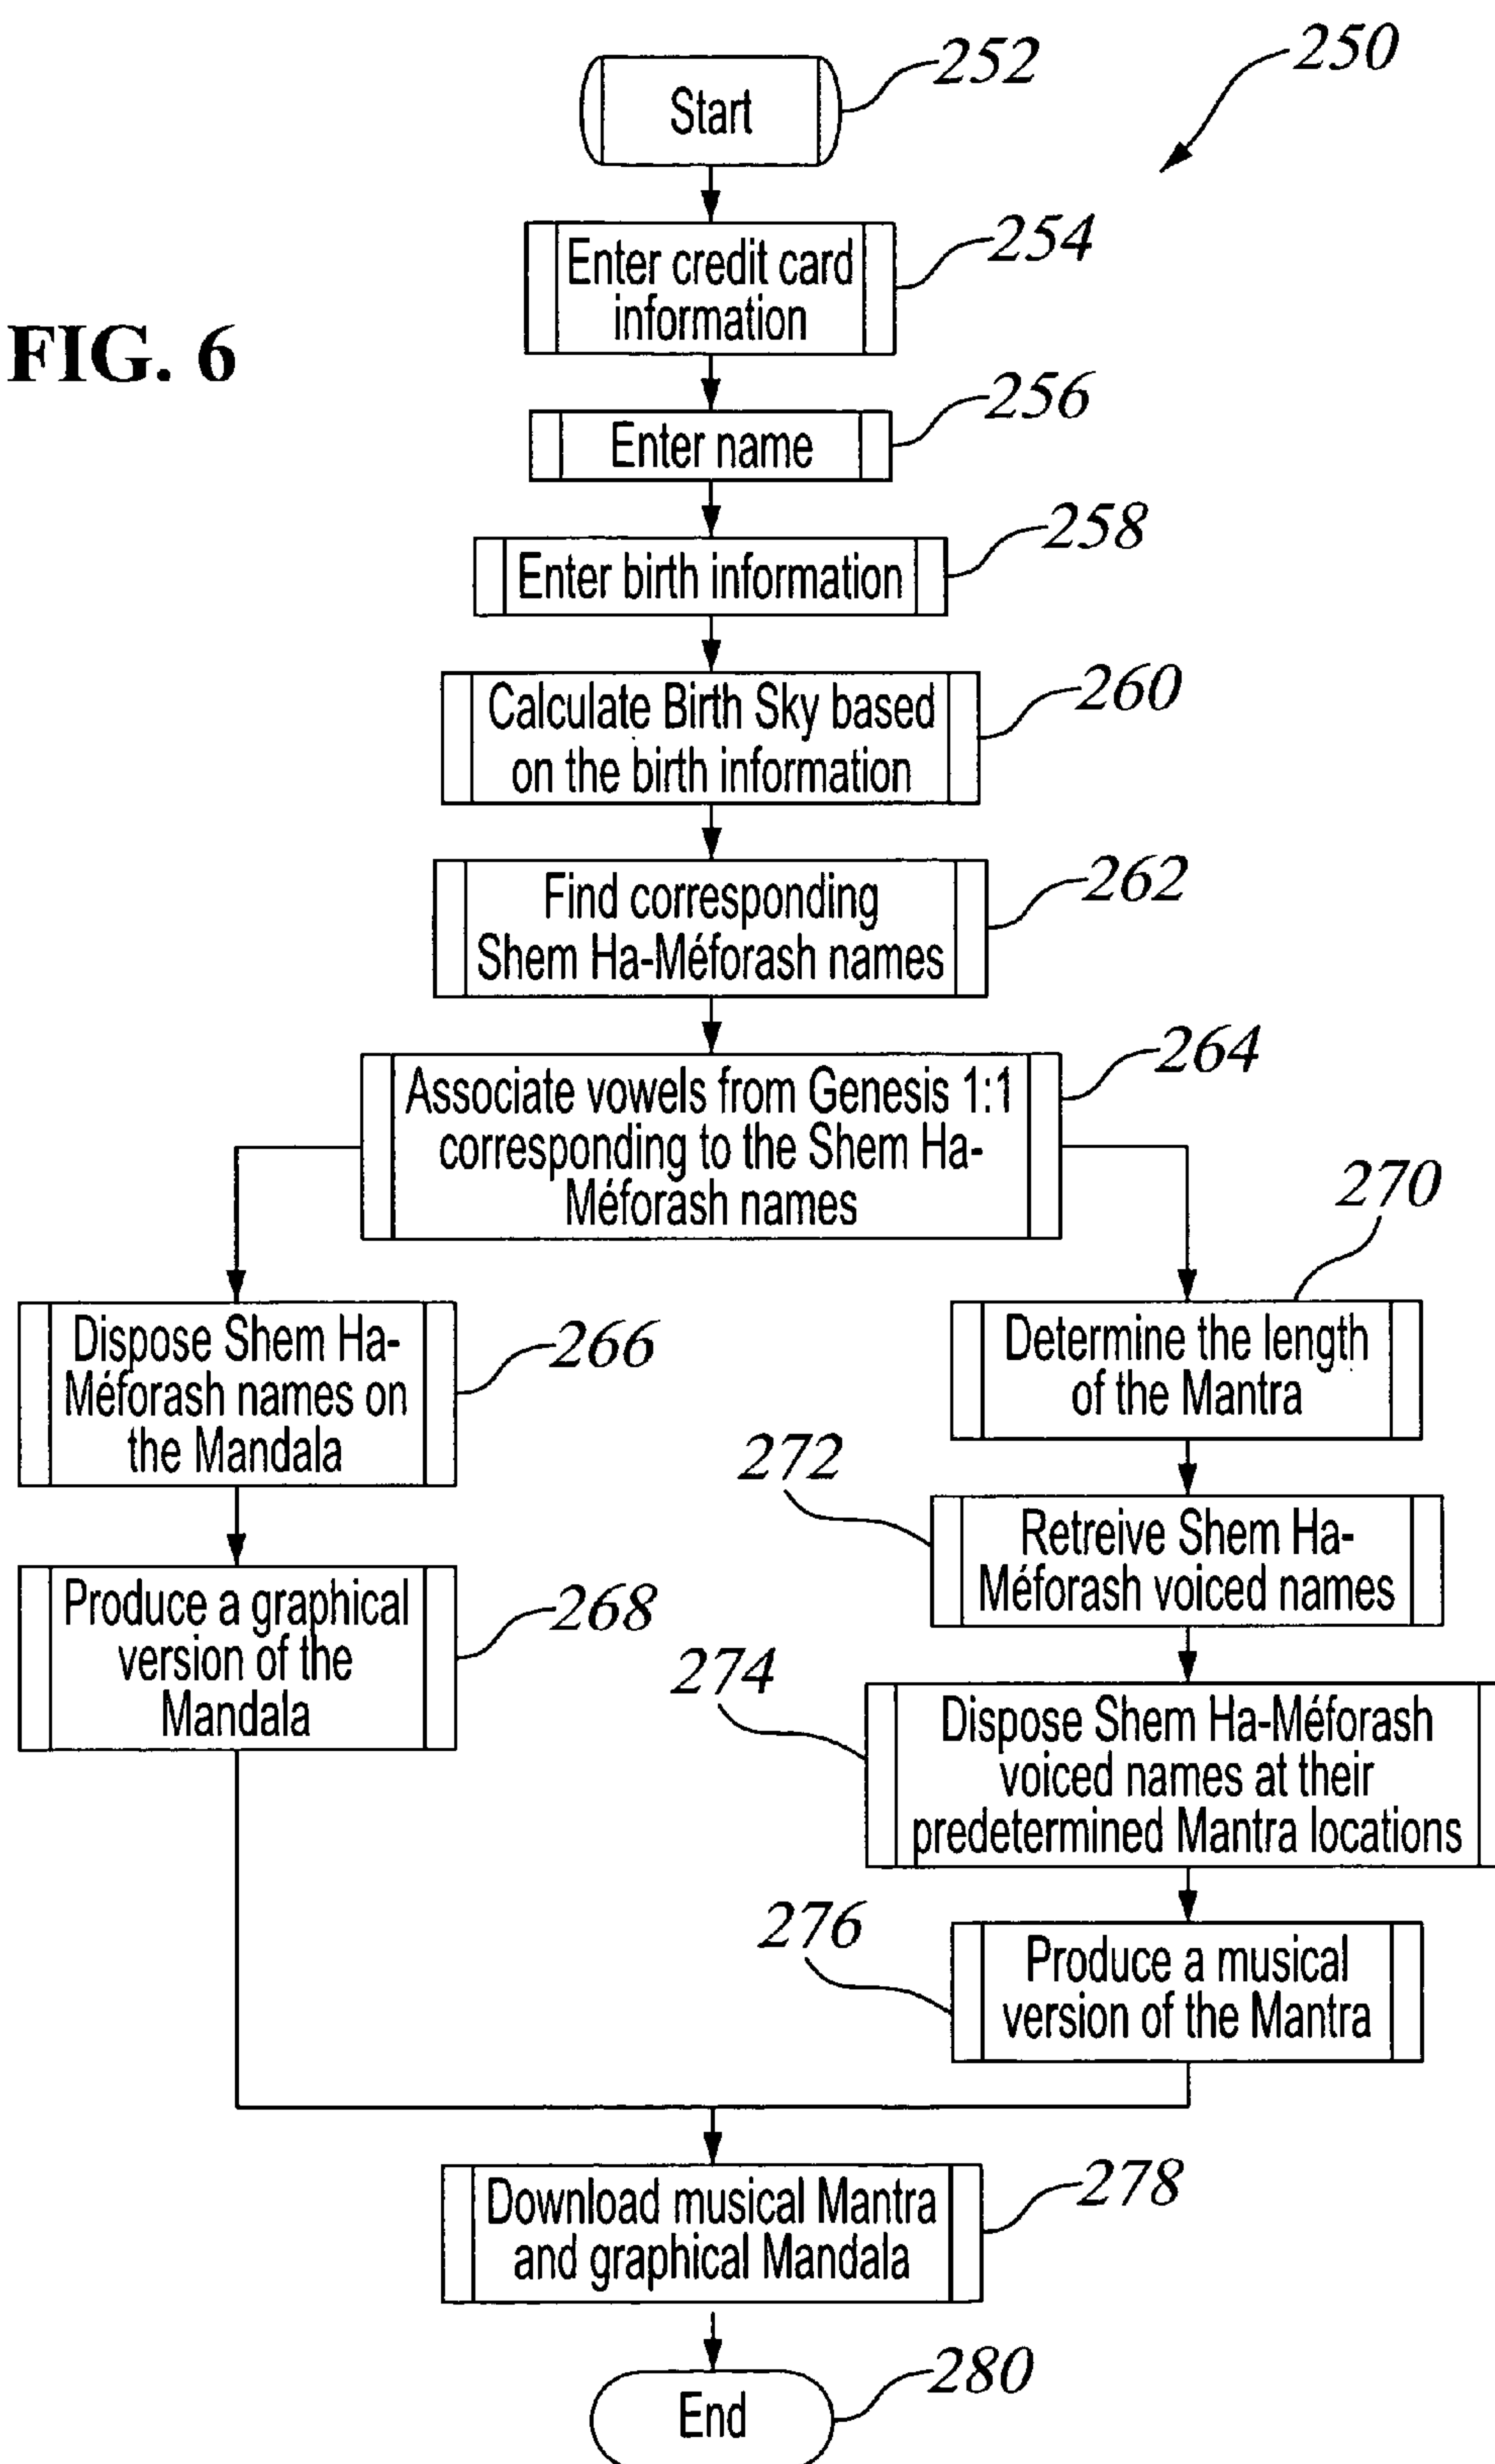 250
252
Start
254
Enter credit card
information
FIG. 6
256
Enter name
258
Enter birth information
260
Calculate Birth Sky based
on the birth information
262
Find corresponding
Shem Ha-Méforash names
264
Associate vowels from Genesis 1:1
corresponding to the Shem Ha-
Méforash names
266
Dispose Shem Ha-
Méforash names on
the Mandala
268
Produce a graphical
version of the
Mandala
270
Determine the length
of the Mantra
272
Retreive Shem Ha-
Méforash voiced names
274
Dispose Shem Ha-Méforash
voiced names at their
predetermined Mantra locations
276
Produce a musical
version of the Mantra
278
Download musical Mantra
and graphical Mandala
280
End